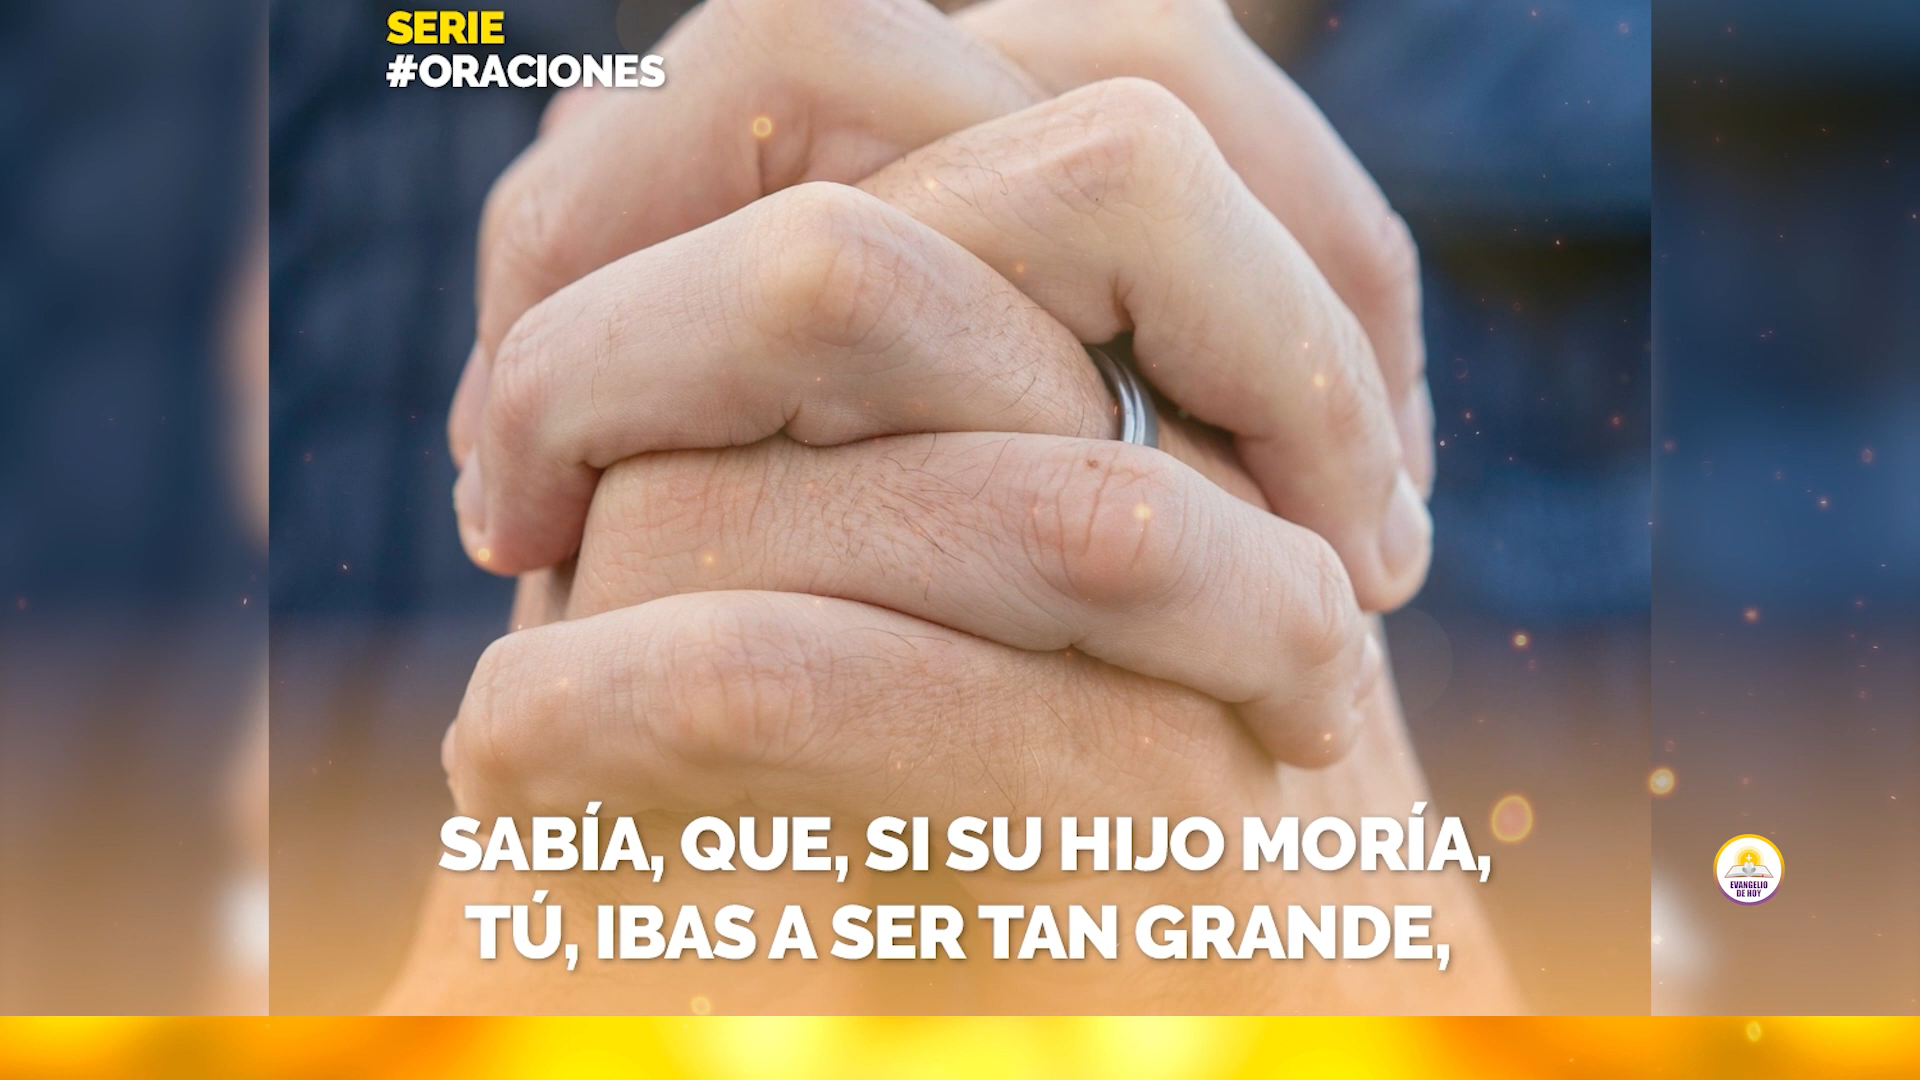 SERIE
#ORACIONES
SABÍA, QUE, SI SU HIJO MORÍA,
TÚ, IBAS A SER TAN GRANDE,
EVANGELIO
DE HOY